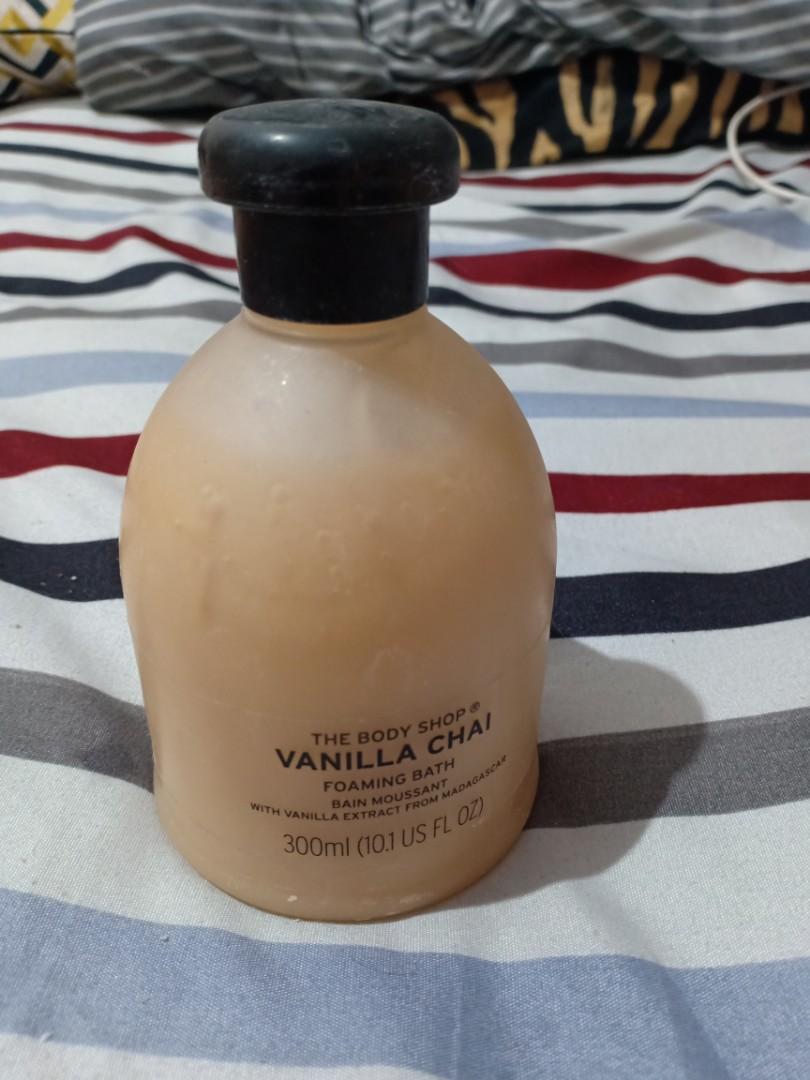 THE BODY SHOP®
VANILLA CHAI
FOAMING BATH
BAIN MOUSSANT
WITH VANILLA EXTRACT FROM MADAGASCAR
300ml (10.1 US FL OZ)